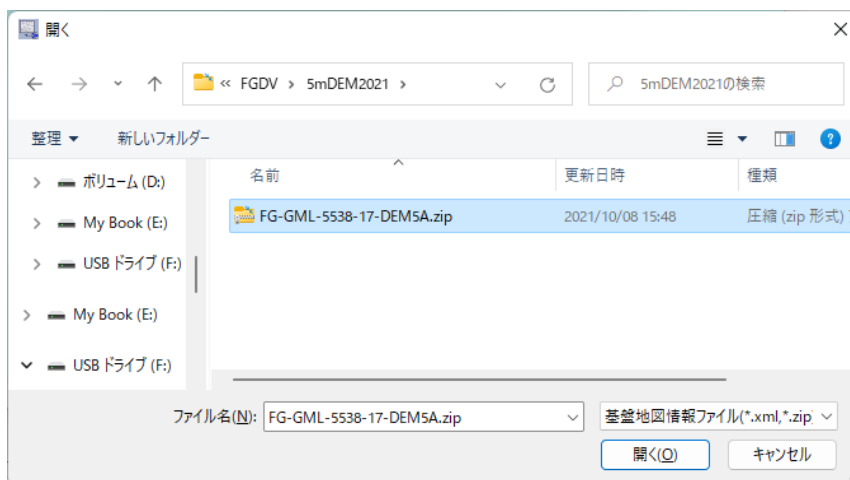 開く
« FGDV > 5mDEM2021 >
5mDEM2021の検索
整理 新しいフォルダー
名前 更新日時 種類
FG-GML-5538-17-DEM5A.zip 2021/10/08 15:48 圧縮 (zip 形式)
ボリューム (D:)
My Book (E:)
USB ドライブ (F:)
My Book (E:)
USB ドライブ (F:)
ファイル名(N): FG-GML-5538-17-DEM5A.zip 基盤地図情報ファイル(*.xml,*.zip
開く(O) キャンセル